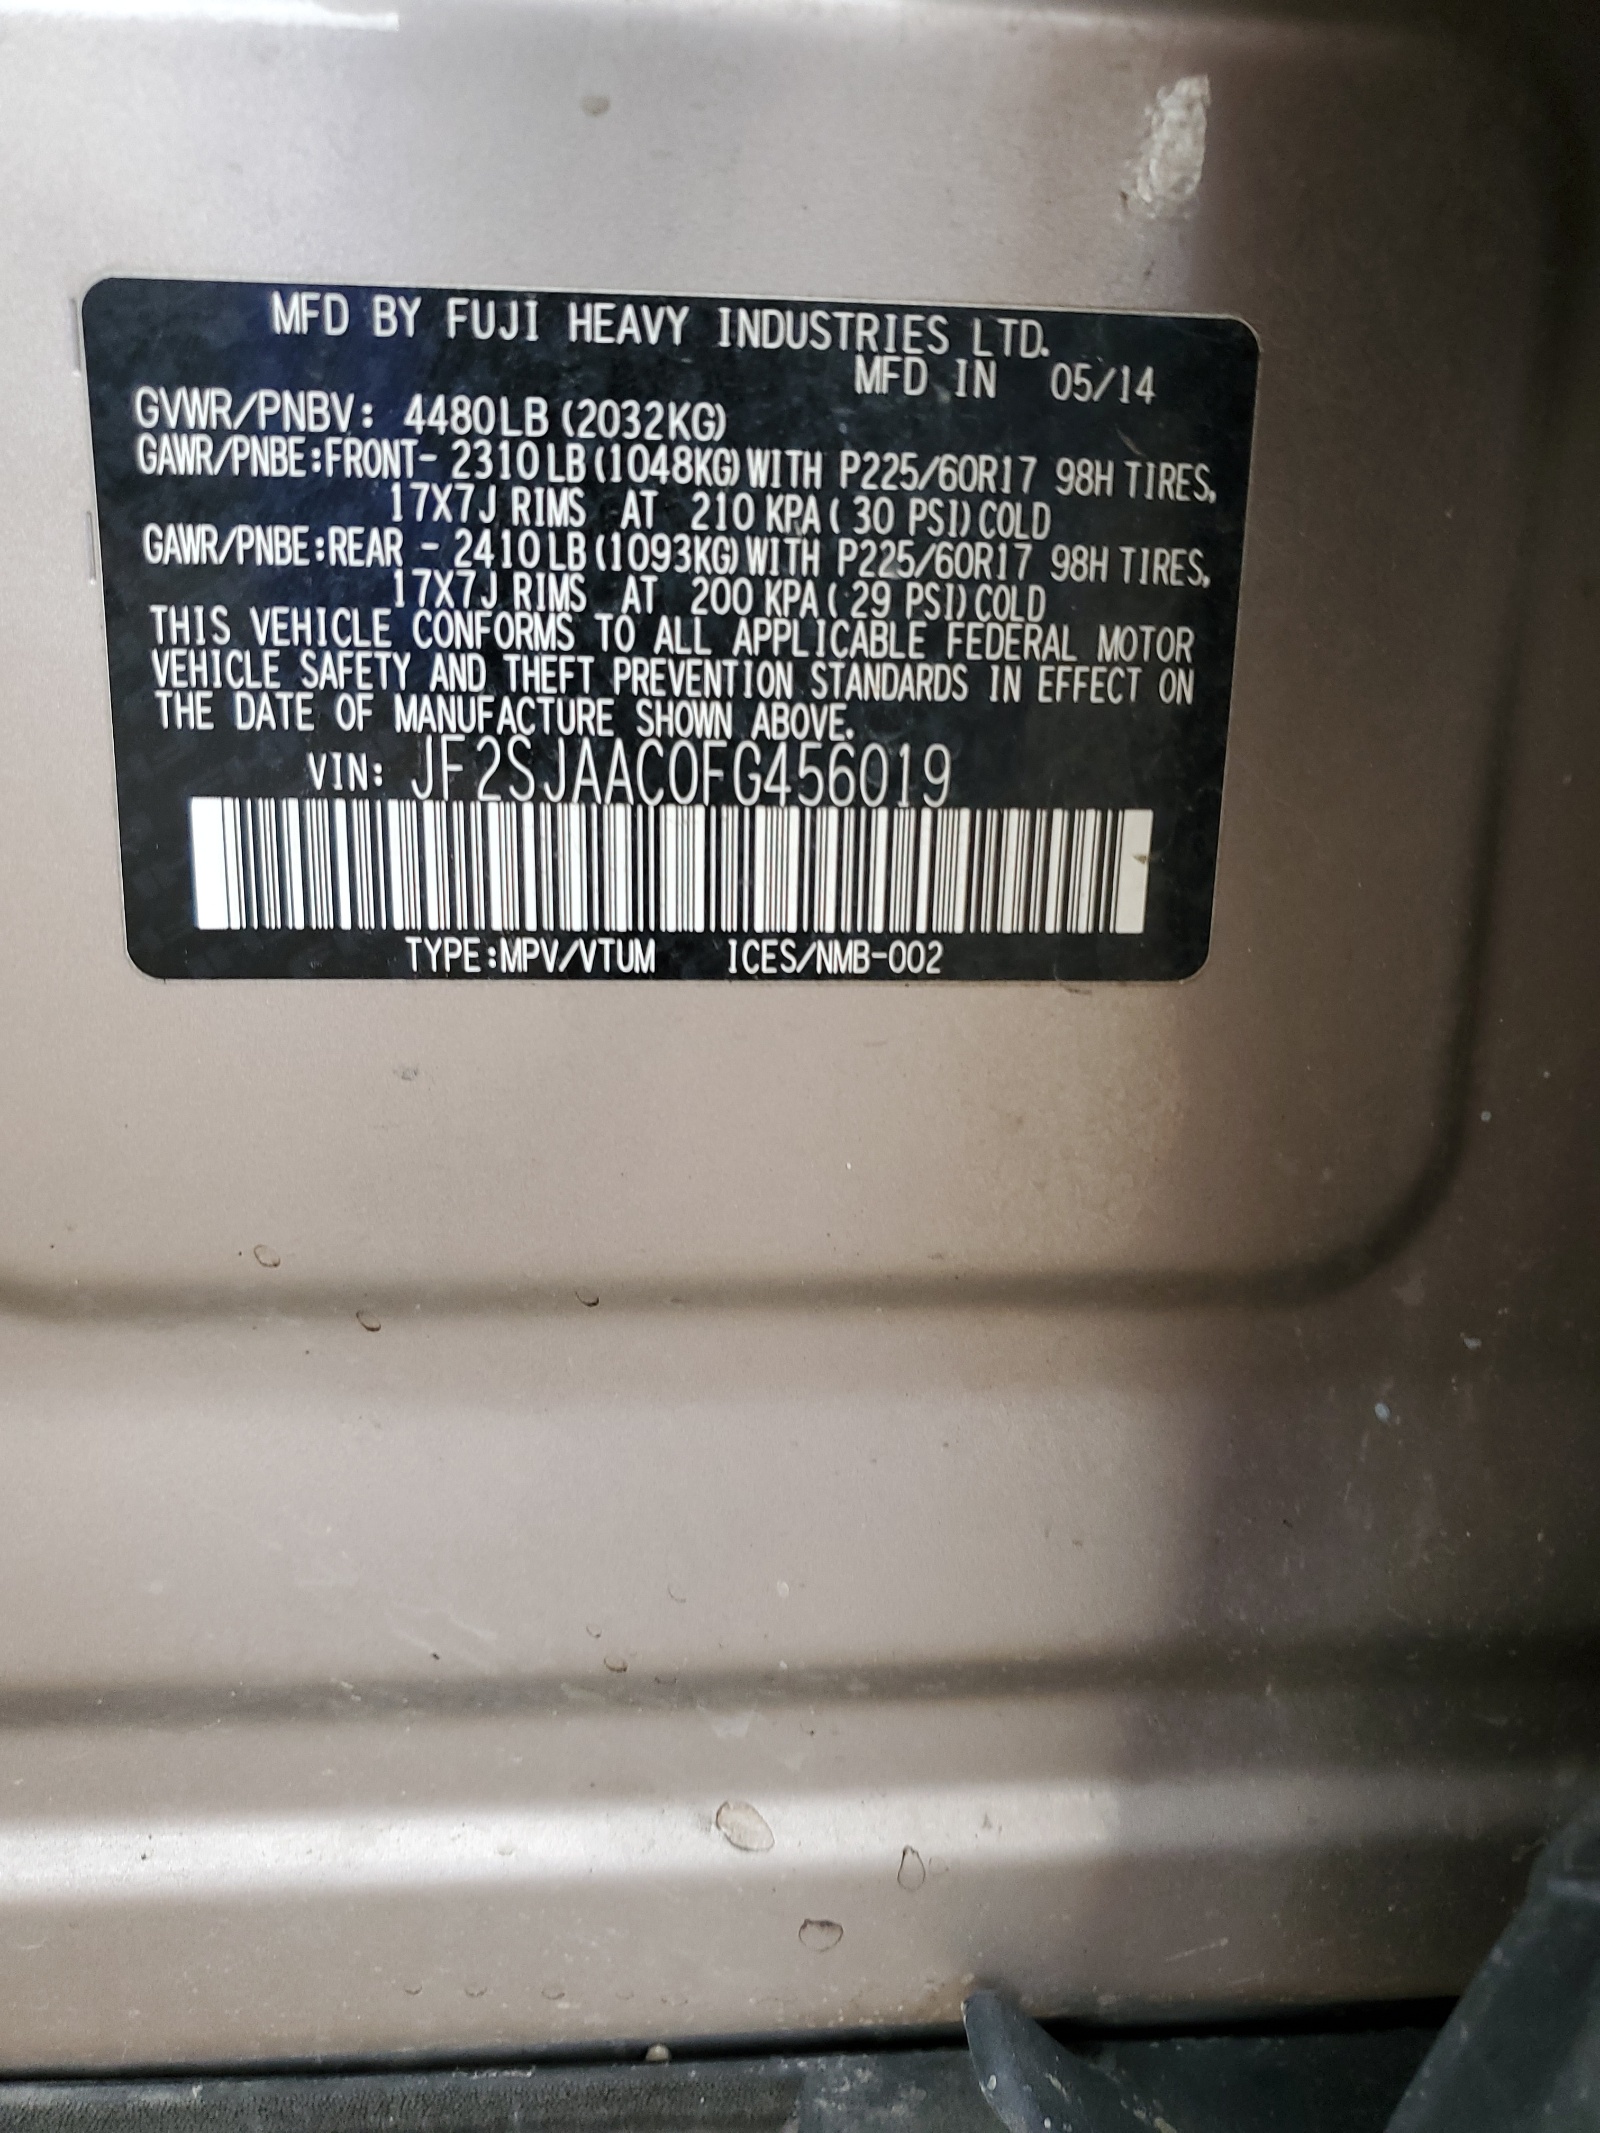 MFD BY FUJI HEAVY INDUSTRIES LTD.
MFD IN 05/14
GVWR/PNBV: 4480LB (2032KG)
GAWR/PNBE:FRONT- 2310LB(1048KG)WITH P225/60R17 98H TIRES,
17X7J RIMS AT 210 KPA( 30 PSI)COLD
GAWR/PNBE:REAR - 2410LB(1093KG)WITH P225/60R17 98H TIRES,
17X7J RIMS AT 200 KPA( 29 PSI)COLD
THIS VEHICLE CONFORMS TO ALL APPLICABLE FEDERAL MOTOR
VEHICLE SAFETY AND THEFT PREVENTION STANDARDS IN EFFECT ON
THE DATE OF MANUFACTURE SHOWN ABOVE.
VIN: JF2SJAAC0FG456019
TYPE:MPV/VTUM ICES/NMB-002